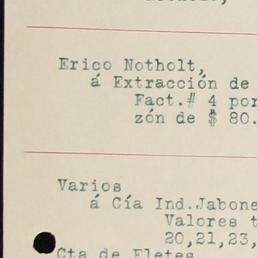 Erico Notholt,
á Extracción de
Fact.# 4 por
zón de $ 80.
Varios
á Cía Ind.Jabone
Valores t
20,21,23,
Cta de Fletes